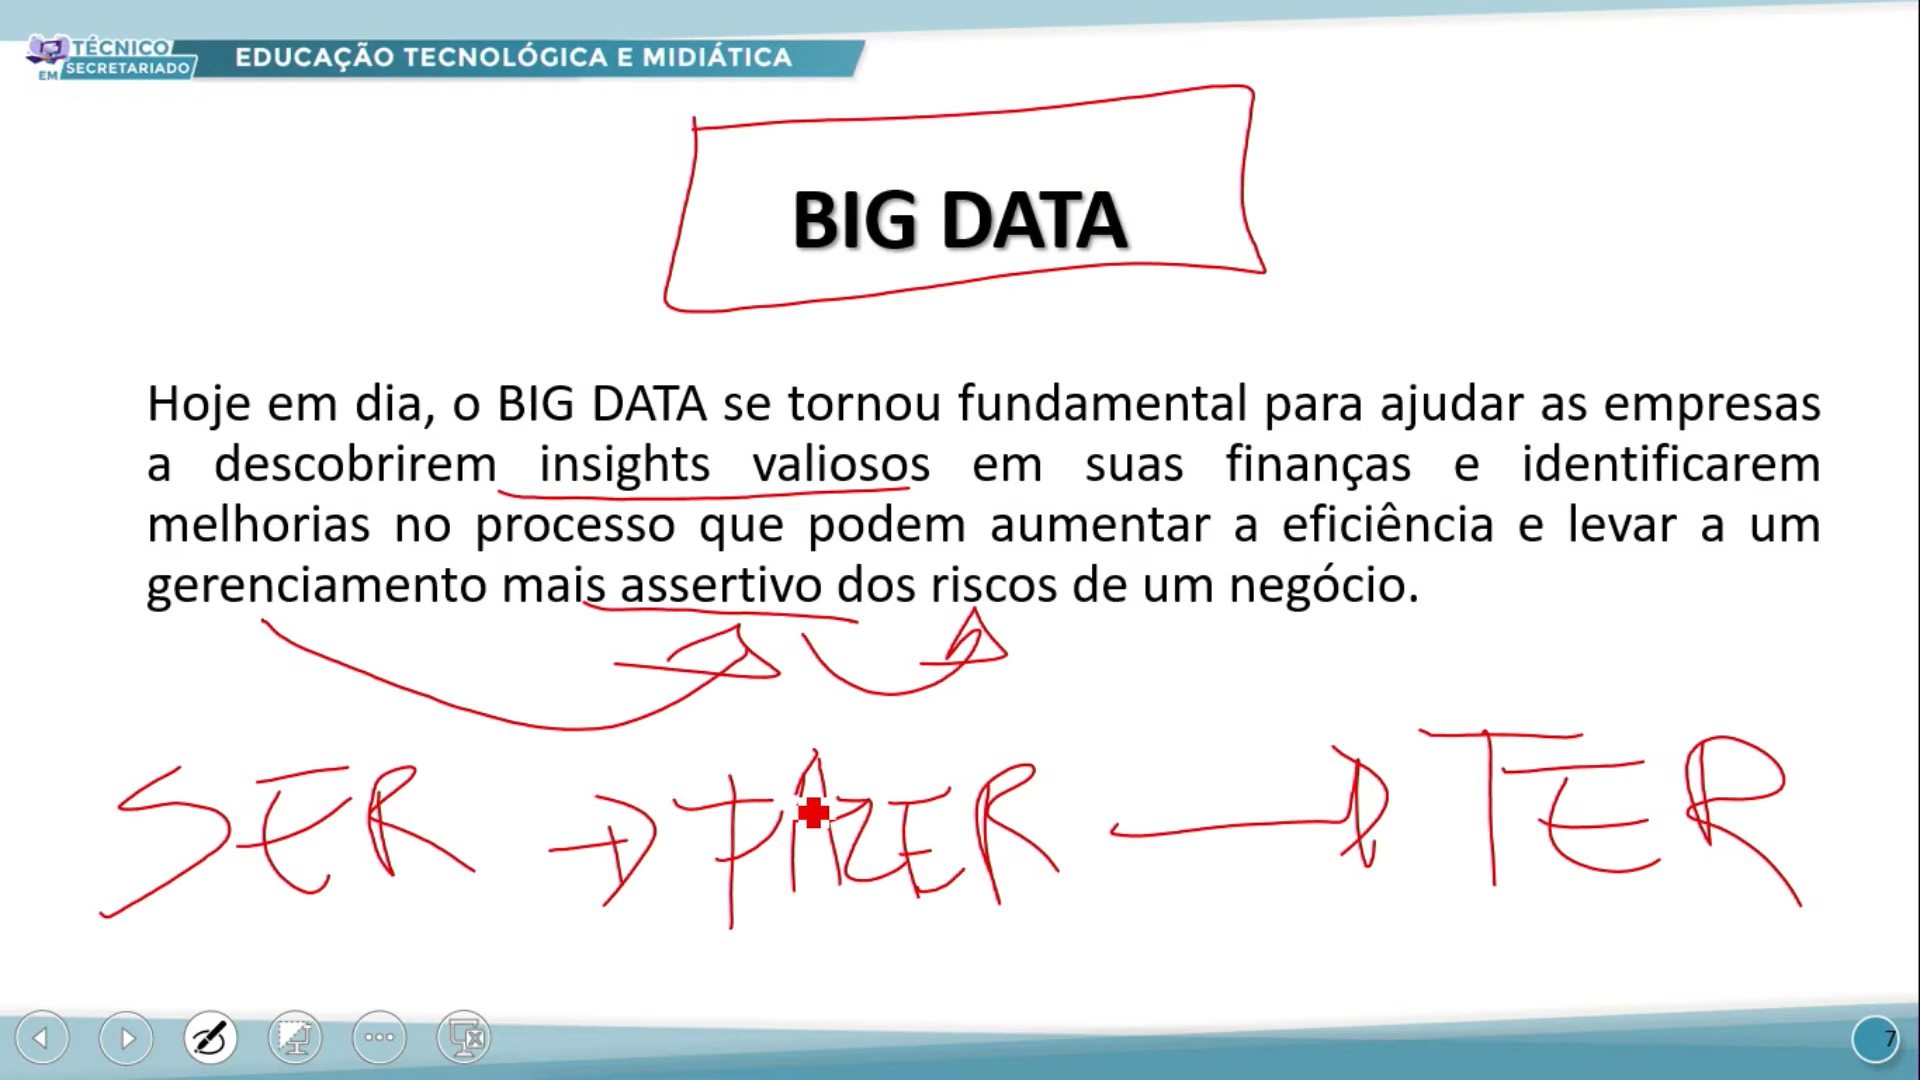 TÉCNICO
EM SECRETARIADO
EDUCAÇÃO TECNOLÓGICA E MIDIÁTICA
BIG DATA
Hoje em dia, o BIG DATA se tornou fundamental para ajudar as empresas
a descobrirem insights valiosos em suas finanças e identificarem
melhorias no processo que podem aumentar a eficiência e levar a um
gerenciamento mais assertivo dos riscos de um negócio.
SER → FAZER → TER
7